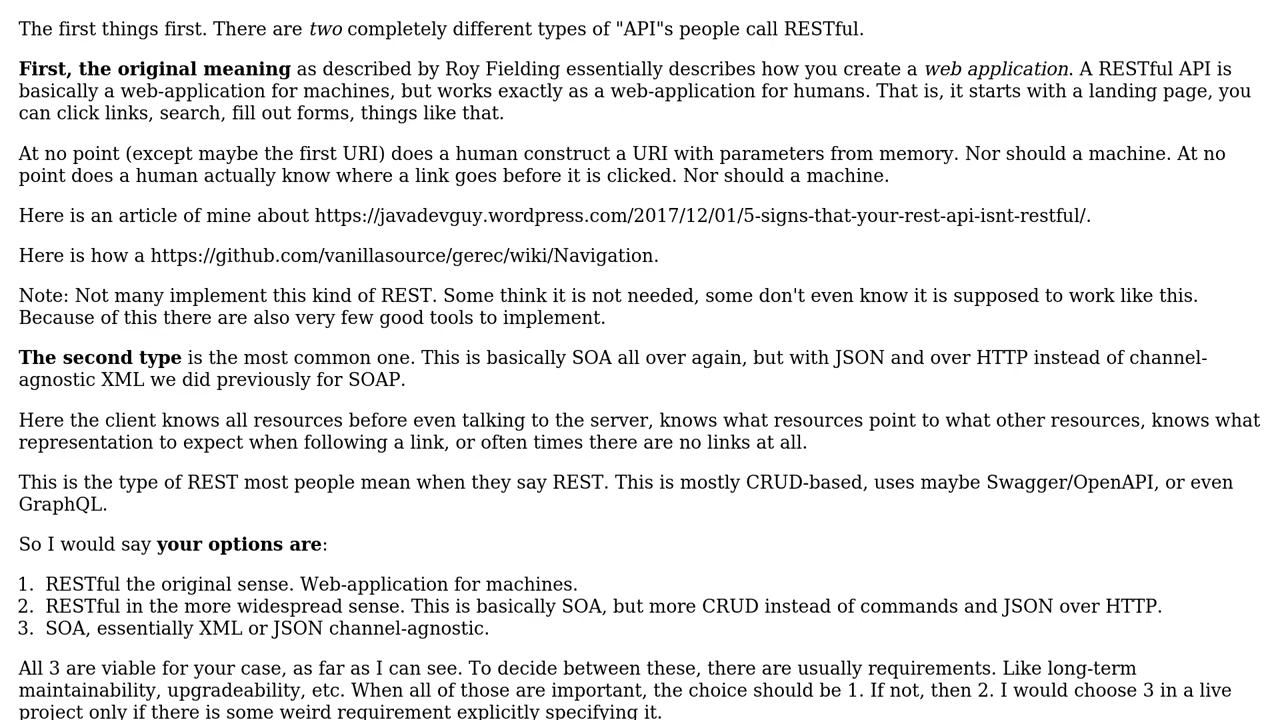 The first things first. There are two completely different types of "API"s people call RESTful.
First, the original meaning as described by Roy Fielding essentially describes how you create a web application. A RESTful API is
basically a web-application for machines, but works exactly as a web-application for humans. That is, it starts with a landing page, you
can click links, search, fill out forms, things like that.
At no point (except maybe the first URI) does a human construct a URI with parameters from memory. Nor should a machine. At no
point does a human actually know where a link goes before it is clicked. Nor should a machine.
Here is an article of mine about https://javadevguy.wordpress.com/2017/12/01/5-signs-that-your-rest-api-isnt-restful/.
Here is how a https://github.com/vanillasource/gerec/wiki/Navigation.
Note: Not many implement this kind of REST. Some think it is not needed, some don't even know it is supposed to work like this.
Because of this there are also very few good tools to implement.
The second type is the most common one. This is basically SOA all over again, but with JSON and over HTTP instead of channel-
agnostic XML we did previously for SOAP.
Here the client knows all resources before even talking to the server, knows what resources point to what other resources, knows what
representation to expect when following a link, or often times there are no links at all.
This is the type of REST most people mean when they say REST. This is mostly CRUD-based, uses maybe Swagger/OpenAPI, or even
GraphQL.
So I would say your options are:
1. RESTful the original sense. Web-application for machines.
2. RESTful in the more widespread sense. This is basically SOA, but more CRUD instead of commands and JSON over HTTP.
3. SOA, essentially XML or JSON channel-agnostic.
All 3 are viable for your case, as far as I can see. To decide between these, there are usually requirements. Like long-term
maintainability, upgradeability, etc. When all of those are important, the choice should be 1. If not, then 2. I would choose 3 in a live
project only if there is some weird requirement explicitly specifying it.